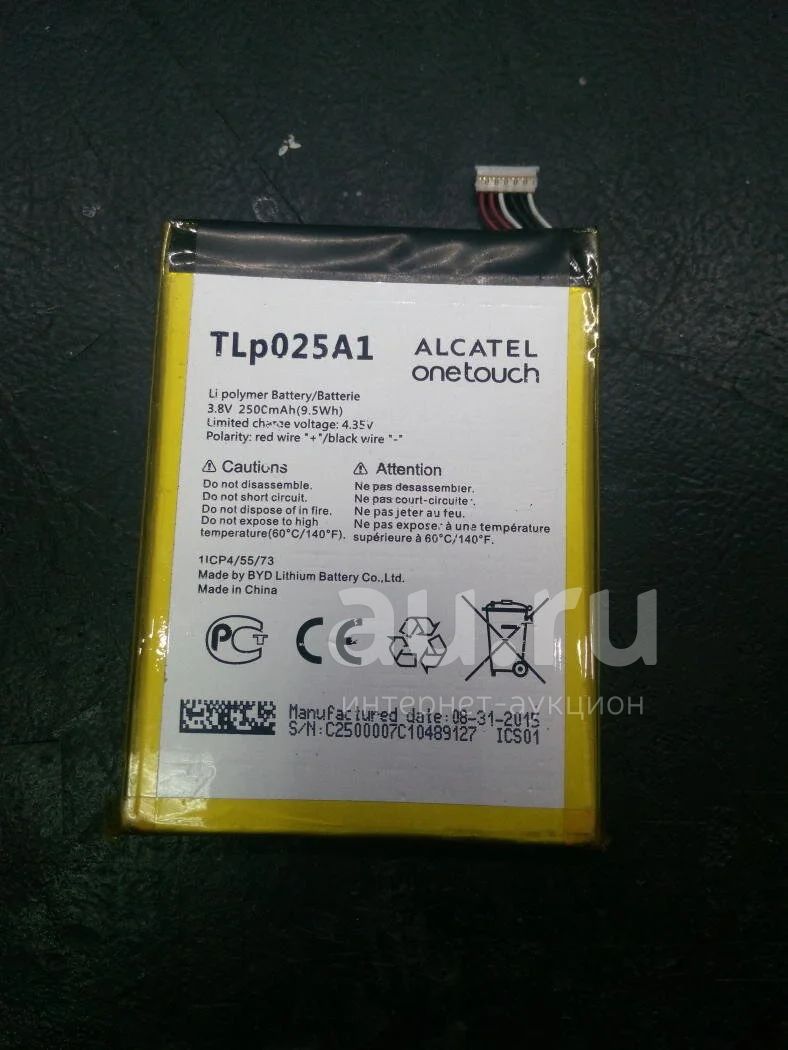 TLp025A1
ALCATEL
onetouch
Li polymer Battery/Batterie
3.8V 2500mAh(9.5Wh)
Limited charge voltage: 4.35V
Polarity: red wire "+"/black wire "-"
⚠ Cautions
Do not disassemble.
Do not short circuit.
Do not dispose of in fire.
Do not expose to high
temperature(60°C/140°F).
⚠ Attention
Ne pas desassembler.
Ne pas court-circuiter.
Ne pas jeter au feu.
Ne pas exposer à une température
supérieure à 60°C/140°F.
1ICP4/55/73
Made by BYD Lithium Battery Co.,Ltd.
Made in China
РСТ
CE
au.ru
интернет-аукцион
Manufactured date:08-31-2015
S/N:C2500007C10489127 ICS01